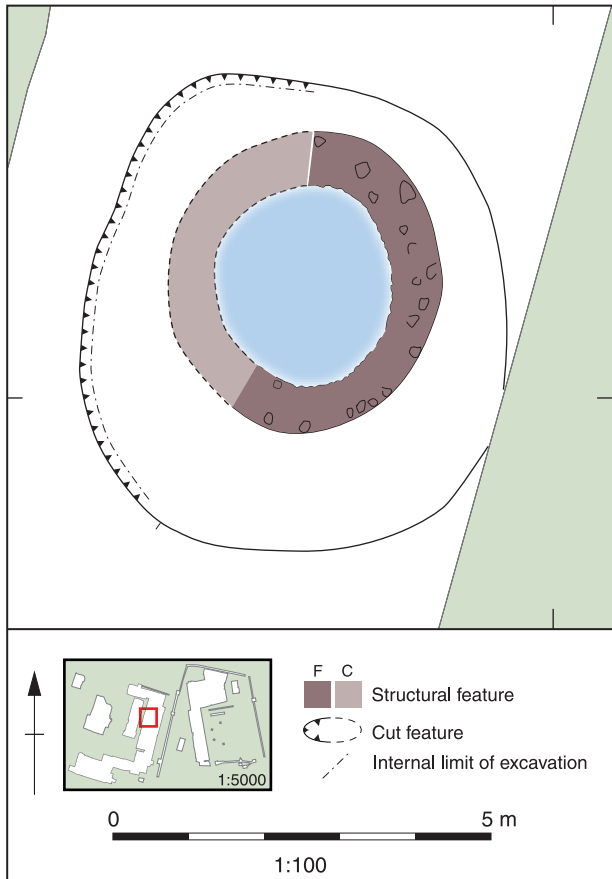 F C
Structural feature
Cut feature
Internal limit of excavation
1:5000
0 5 m
1:100